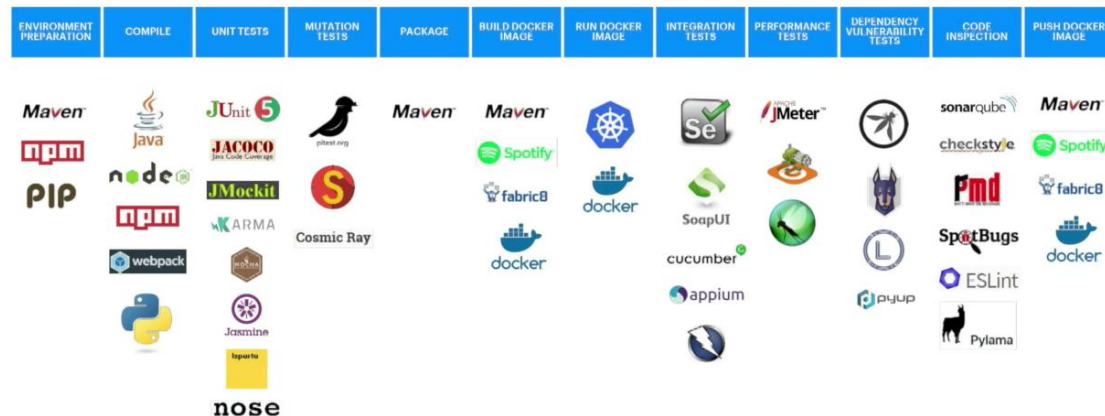 ENVIRONMENT PREPARATION
COMPILE
UNIT TESTS
MUTATION TESTS
PACKAGE
BUILD DOCKER IMAGE
RUN DOCKER IMAGE
INTEGRATION TESTS
PERFORMANCE TESTS
DEPENDENCY VULNERABILITY TESTS
CODE INSPECTION
PUSH DOCKER IMAGE
Maven
npm
PIP
Java
node
npm
webpack
JUnit 5
JACOCO
Java Code Coverage
JMockit
KARMA
MOCHA
Jasmine
Ispartu
nose
pitest.org
S
Cosmic Ray
Maven
Maven
Spotify
fabric8
docker
docker
Se
SoapUI
cucumber
appium
APACHE
JMeter
L
pyup
sonarqube
checkstyle
Pmd
SpotBugs
ESLint
Pylama
Maven
Spotify
fabric8
docker